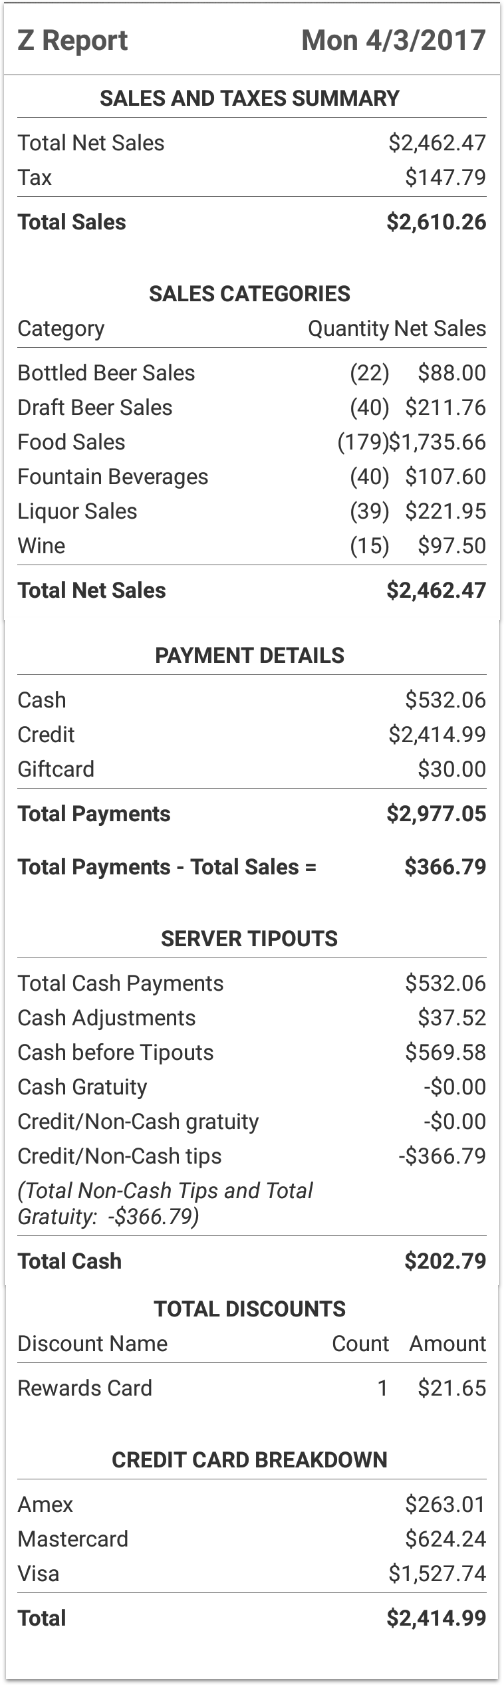 Z Report Mon 4/3/2017
SALES AND TAXES SUMMARY
Total Net Sales $2,462.47
Tax $147.79
Total Sales $2,610.26
SALES CATEGORIES
Category Quantity Net Sales
Bottled Beer Sales (22) $88.00
Draft Beer Sales (40) $211.76
Food Sales (179)$1,735.66
Fountain Beverages (40) $107.60
Liquor Sales (39) $221.95
Wine (15) $97.50
Total Net Sales $2,462.47
PAYMENT DETAILS
Cash $532.06
Credit $2,414.99
Giftcard $30.00
Total Payments $2,977.05
Total Payments - Total Sales = $366.79
SERVER TIPOUTS
Total Cash Payments $532.06
Cash Adjustments $37.52
Cash before Tipouts $569.58
Cash Gratuity -$0.00
Credit/Non-Cash gratuity -$0.00
Credit/Non-Cash tips -$366.79
(Total Non-Cash Tips and Total
Gratuity: -$366.79)
Total Cash $202.79
TOTAL DISCOUNTS
Discount Name Count Amount
Rewards Card 1 $21.65
CREDIT CARD BREAKDOWN
Amex $263.01
Mastercard $624.24
Visa $1,527.74
Total $2,414.99